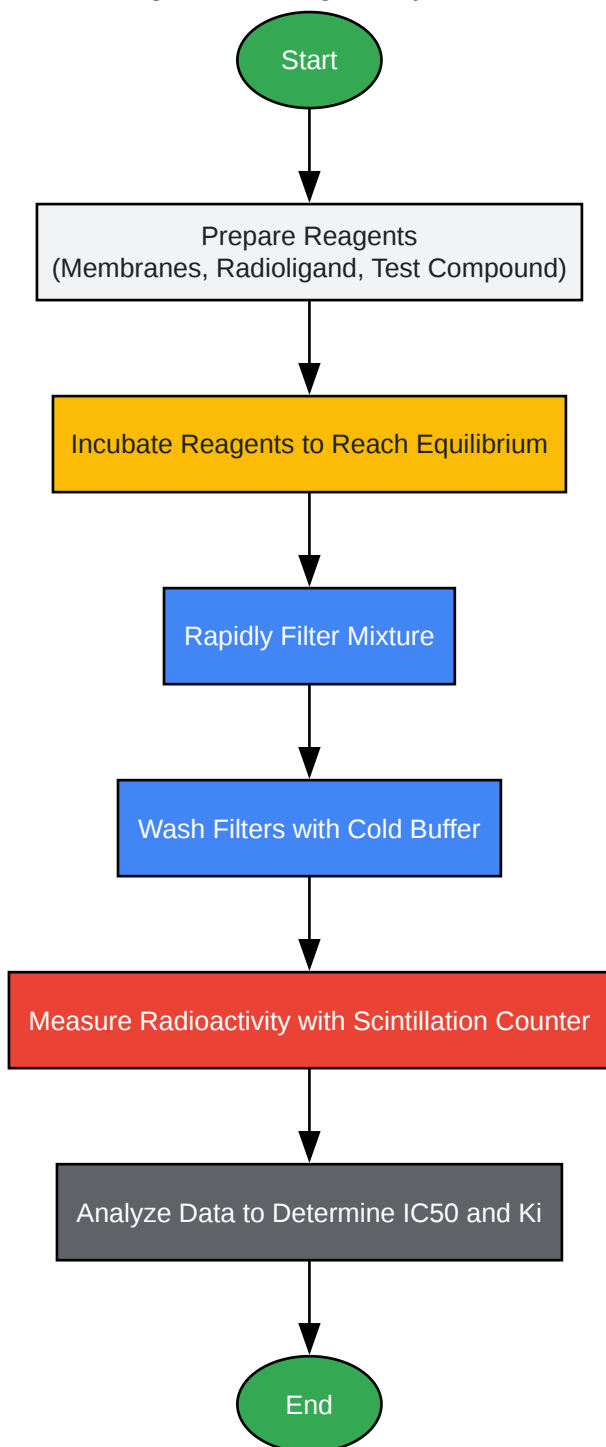 Start
Prepare Reagents
(Membranes, Radioligand, Test Compound)
Incubate Reagents to Reach Equilibrium
Rapidly Filter Mixture
Wash Filters with Cold Buffer
Measure Radioactivity with Scintillation Counter
Analyze Data to Determine IC50 and Ki
End